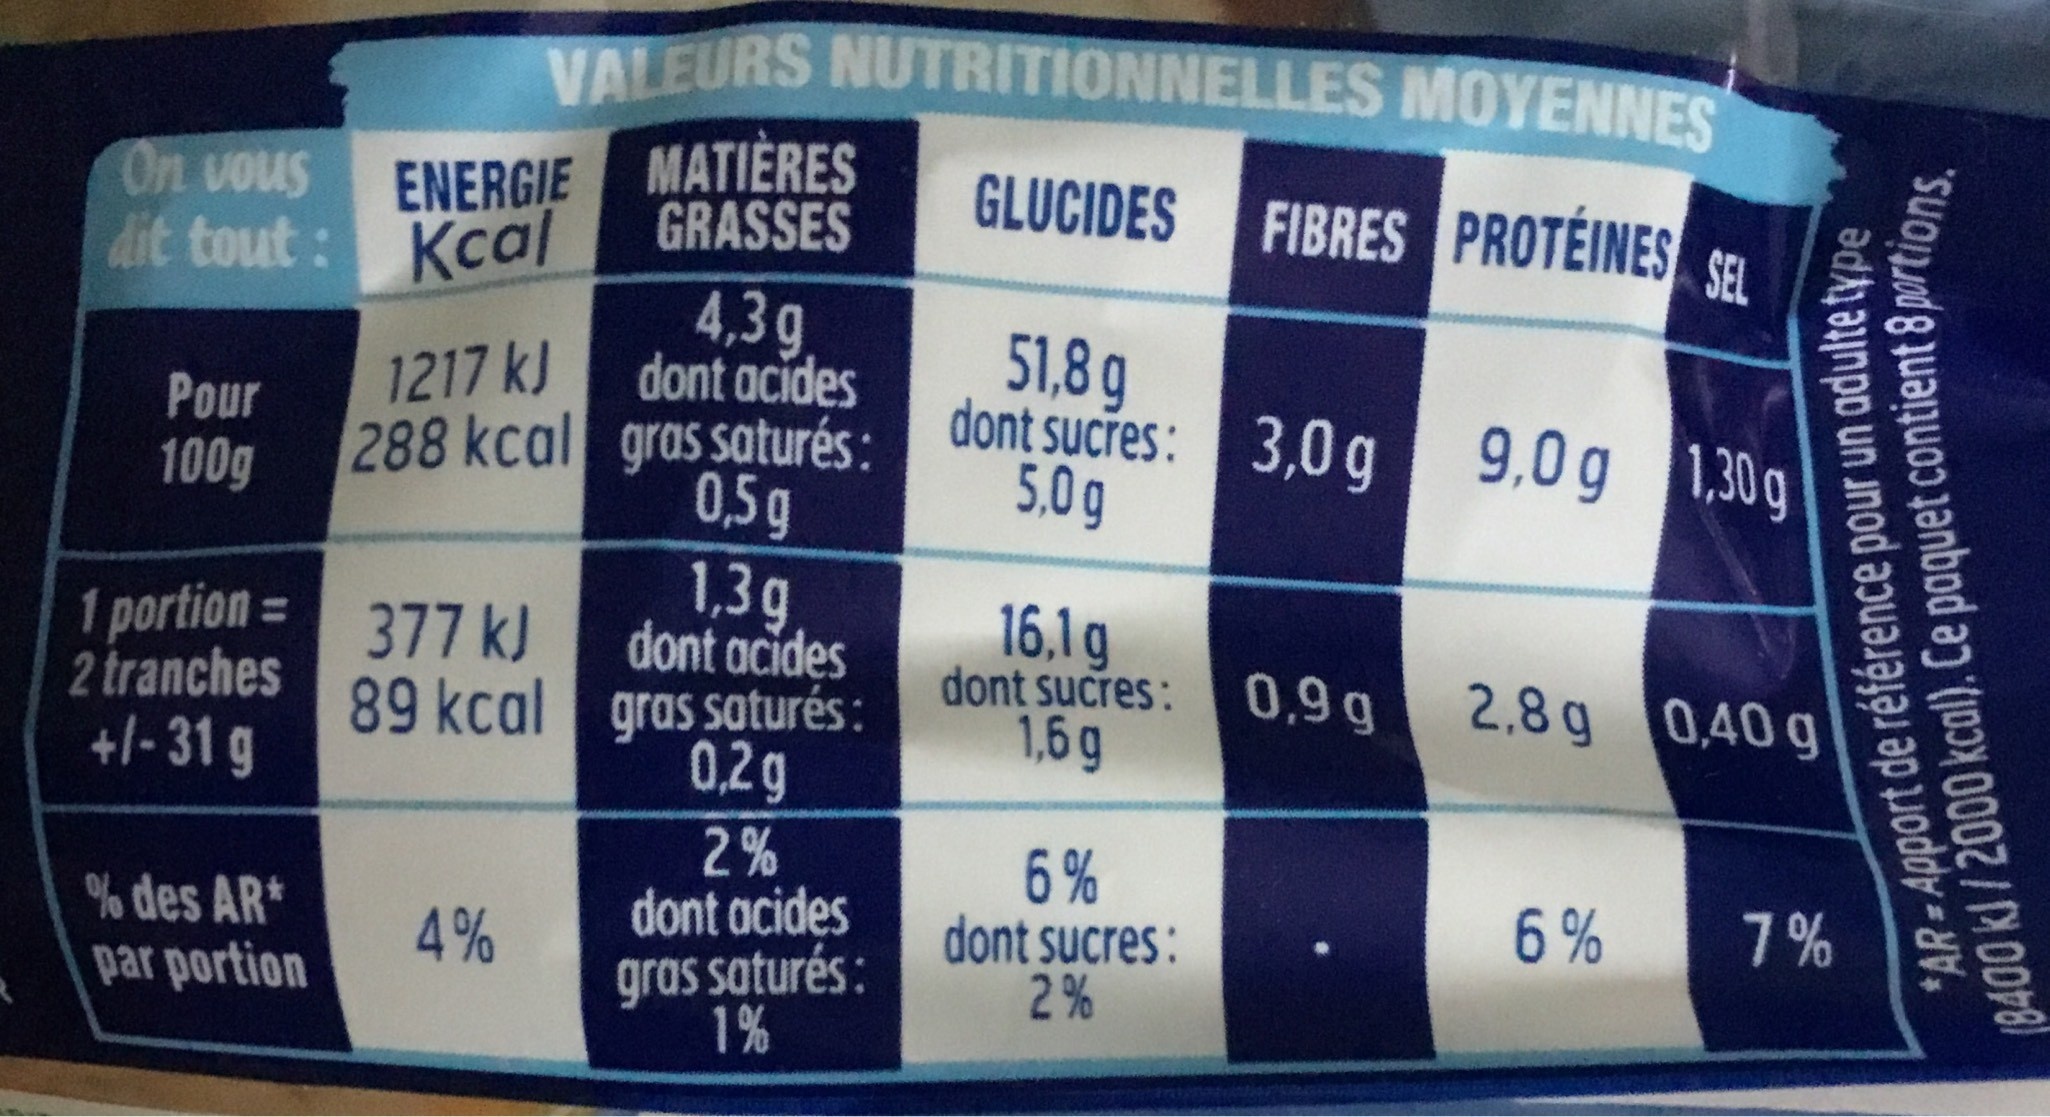 VALEURS NUTRITIONNELLES MOYENNES
On vous
dit tout :
ENERGIE
Kcal
MATIÈRES
GRASSES
GLUCIDES
FIBRES
PROTÉINES
SEL
Pour
100g
1217 kJ
288 kcal
4,3 g
dont acides
gras saturés :
0,5 g
51,8 g
dont sucres :
5,0 g
3,0 g
9,0 g
1,30 g
1 portion =
2 tranches
+/- 31 g
377 kJ
89 kcal
1,3 g
dont acides
gras saturés :
0,2 g
16,1 g
dont sucres :
1,6 g
0,9 g
2,8 g
0,40 g
% des AR*
par portion
4 %
2 %
dont acides
gras saturés :
1 %
6 %
dont sucres :
2 %
-
6 %
7 %
*AR = Apport de référence pour un adulte type
(8400 kJ / 2000 kcal). Ce paquet contient 8 portions.